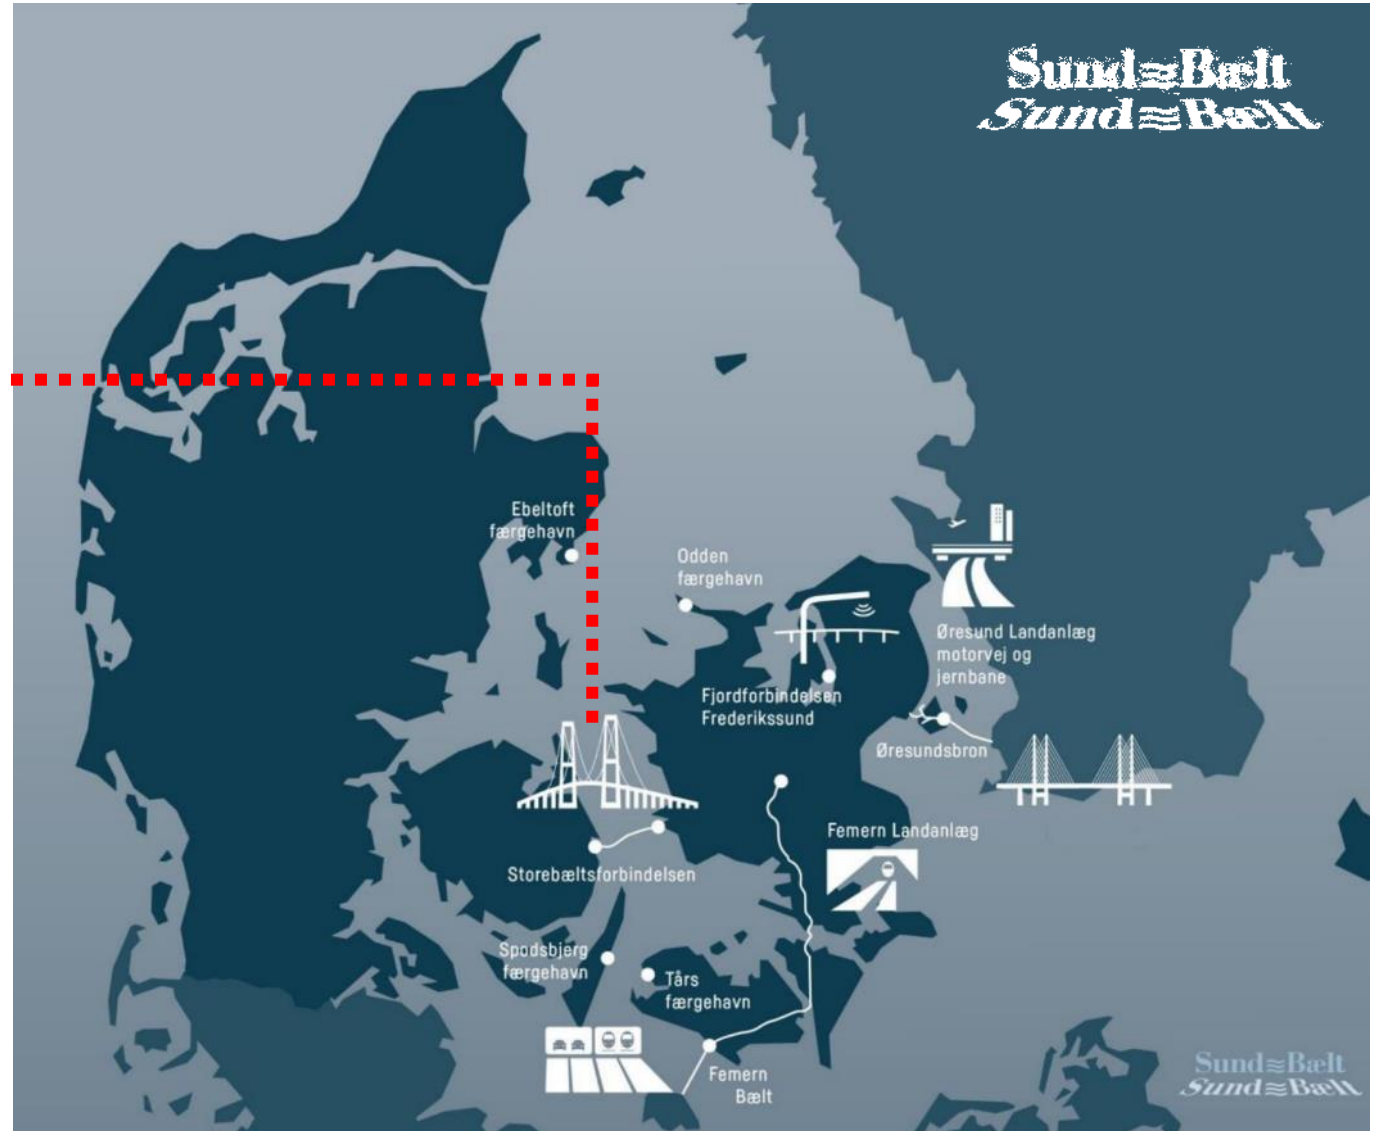 Sund Bælt
Sund Bælt
Ebeltoft
færgehavn
Odden
færgehavn
Øresund Landanlæg
motorvej og
jernbane
Fjordforbindelsen
Frederikssund
Øresundsbron
Femern Landanlæg
Storebæltsforbindelsen
Spodsbjerg
færgehavn
Tårs
færgehavn
Femern
Bælt
Sund Bælt
Sund Bælt